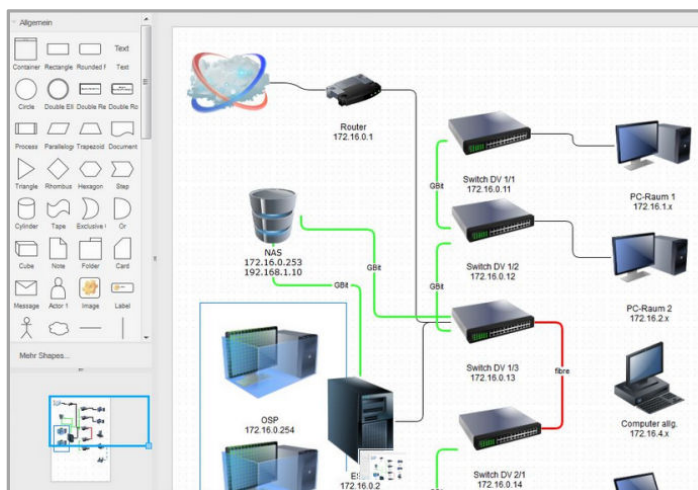 Allgemein
Text
Container Rectangle Rounded F Text
Circle Double Elli Double Re Double Ro
Process Parallelogr Trapezoid Document
Triangle Rhombus Hexagon Step
Cylinder Tape Exclusive Or
Cube Note Folder Card
Message Actor 1 Image Label
Mehr Shapes...
Router
172.16.0.1
Switch DV 1/1
172.16.0.11
GBit
PC-Raum 1
172.16.1.x
NAS
172.16.0.253
192.168.1.10
GBit
Switch DV 1/2
172.16.0.12
GBit
GBit
PC-Raum 2
172.16.2.x
Switch DV 1/3
172.16.0.13
fibre
OSP
172.16.0.254
Computer allg.
172.16.4.x
172.16.0.2
Switch DV 2/1
172.16.0.14